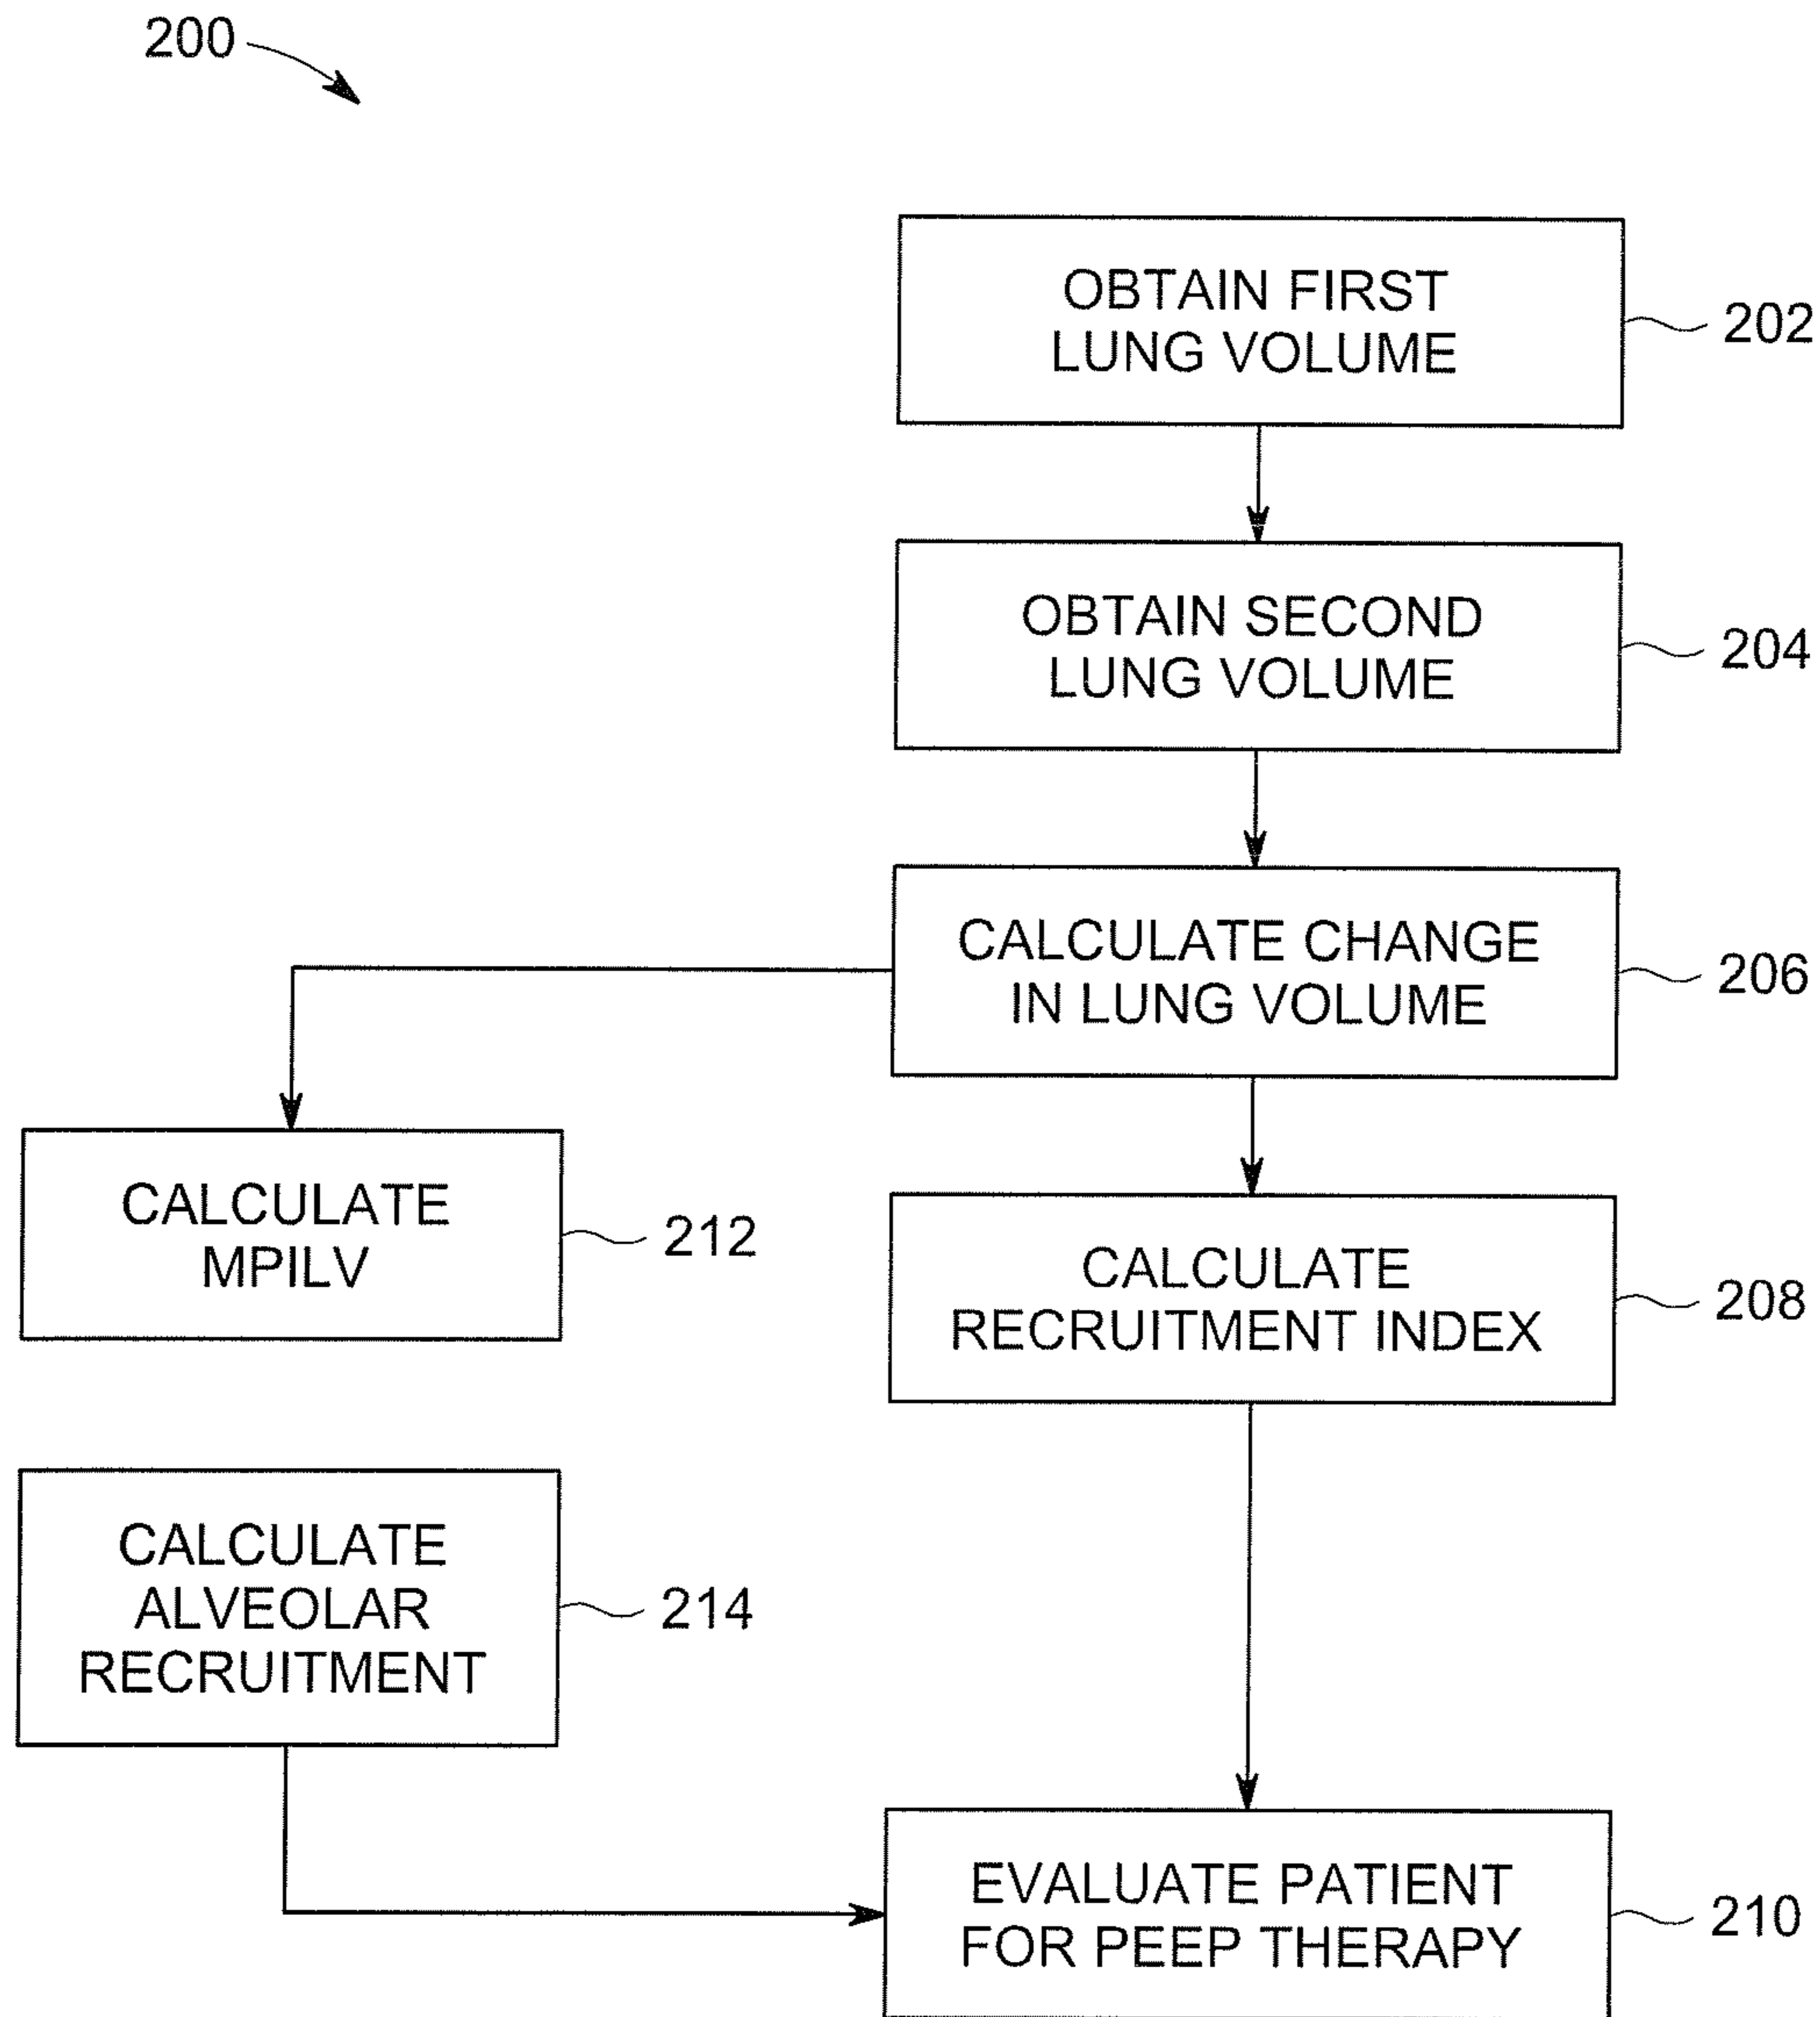 200
OBTAIN FIRST
LUNG VOLUME
202
OBTAIN SECOND
LUNG VOLUME
204
CALCULATE CHANGE
IN LUNG VOLUME
206
CALCULATE
MPILV
212
CALCULATE
RECRUITMENT INDEX
208
CALCULATE
ALVEOLAR
RECRUITMENT
214
EVALUATE PATIENT
FOR PEEP THERAPY
210